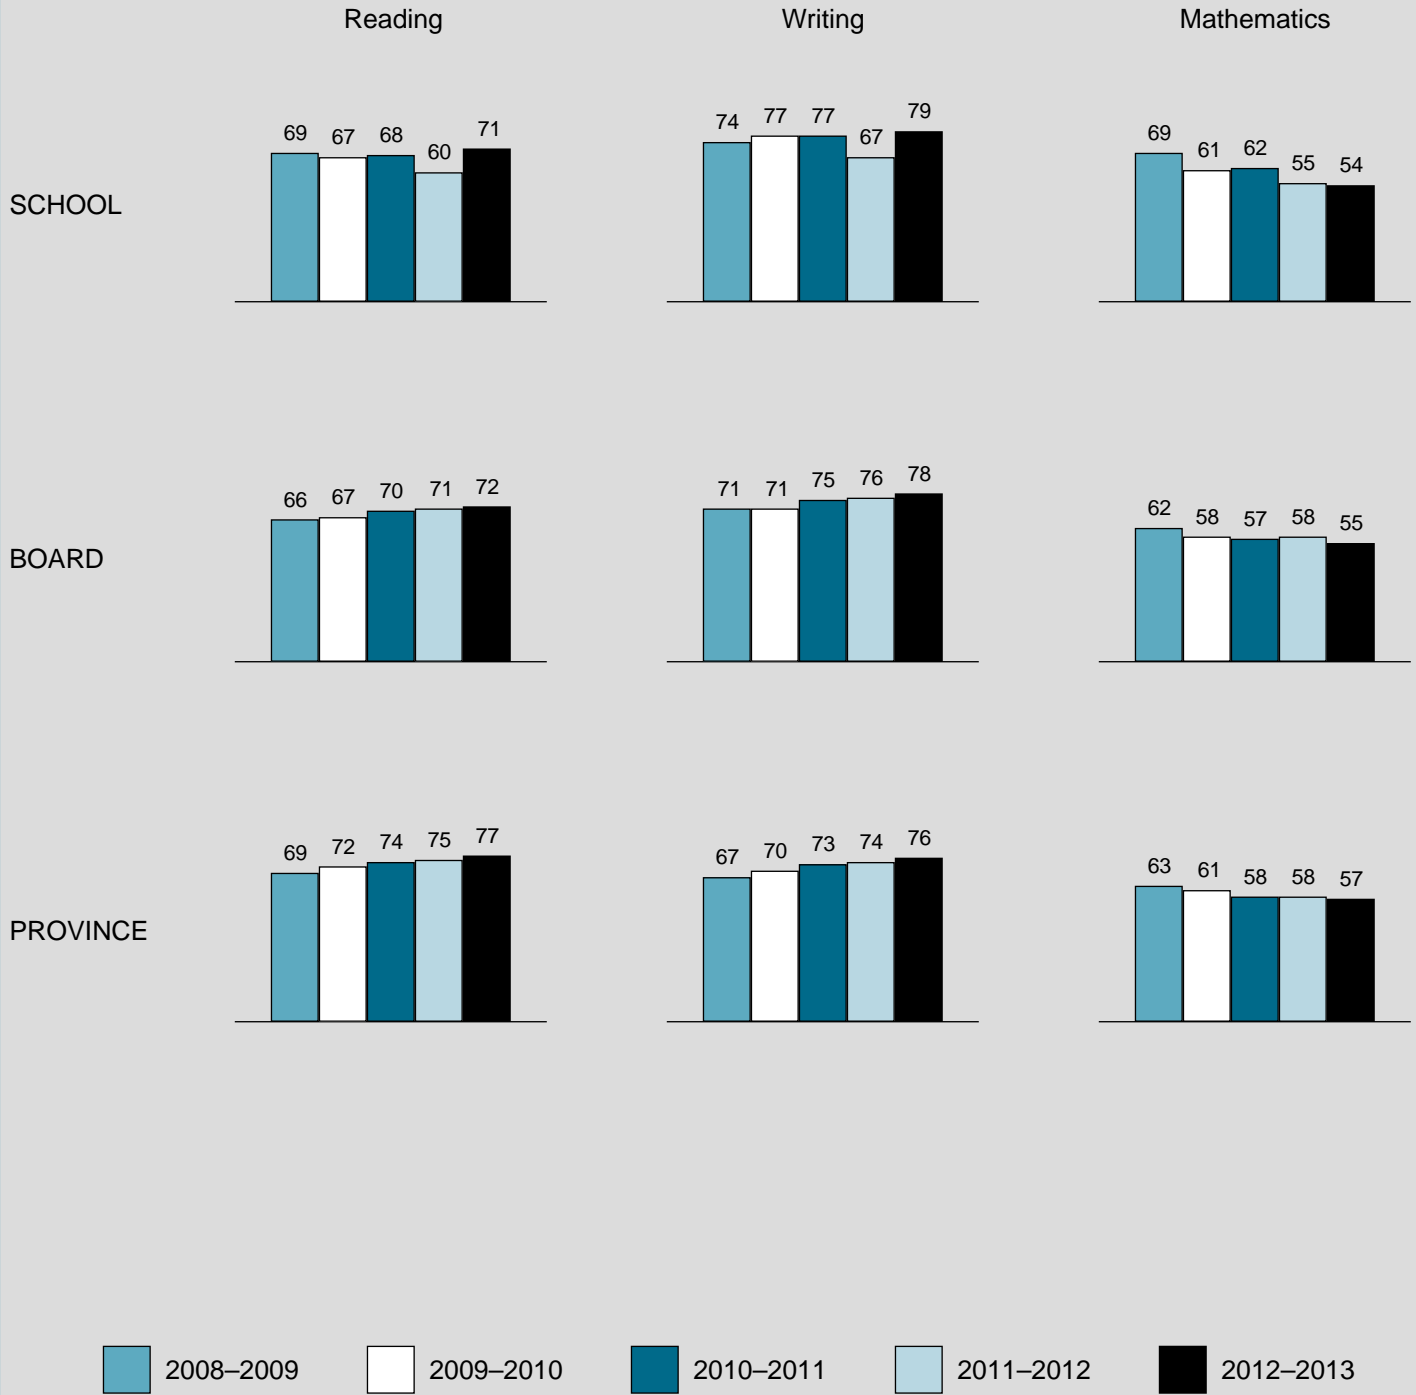 Reading Writing Mathematics
SCHOOL
69 67 68 60 71
74 77 77 67 79
69 61 62 55 54
BOARD
66 67 70 71 72
71 71 75 76 78
62 58 57 58 55
PROVINCE
69 72 74 75 77
67 70 73 74 76
63 61 58 58 57
2008–2009 2009–2010 2010–2011 2011–2012 2012–2013